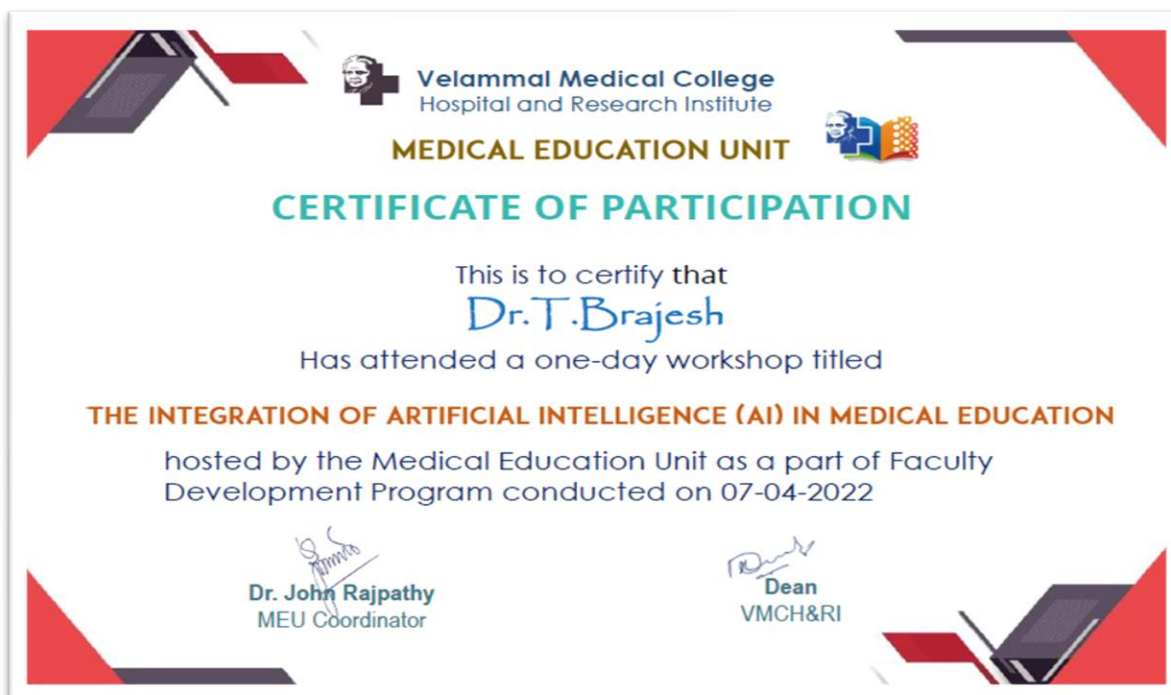 Velammal Medical College
Hospital and Research Institute
MEDICAL EDUCATION UNIT
CERTIFICATE OF PARTICIPATION
This is to certify that
Dr.T.Brajesh
Has attended a one-day workshop titled
THE INTEGRATION OF ARTIFICIAL INTELLIGENCE (AI) IN MEDICAL EDUCATION
hosted by the Medical Education Unit as a part of Faculty
Development Program conducted on 07-04-2022
Dr. John Rajpathy
MEU Coordinator
Dean
VMCH&RI